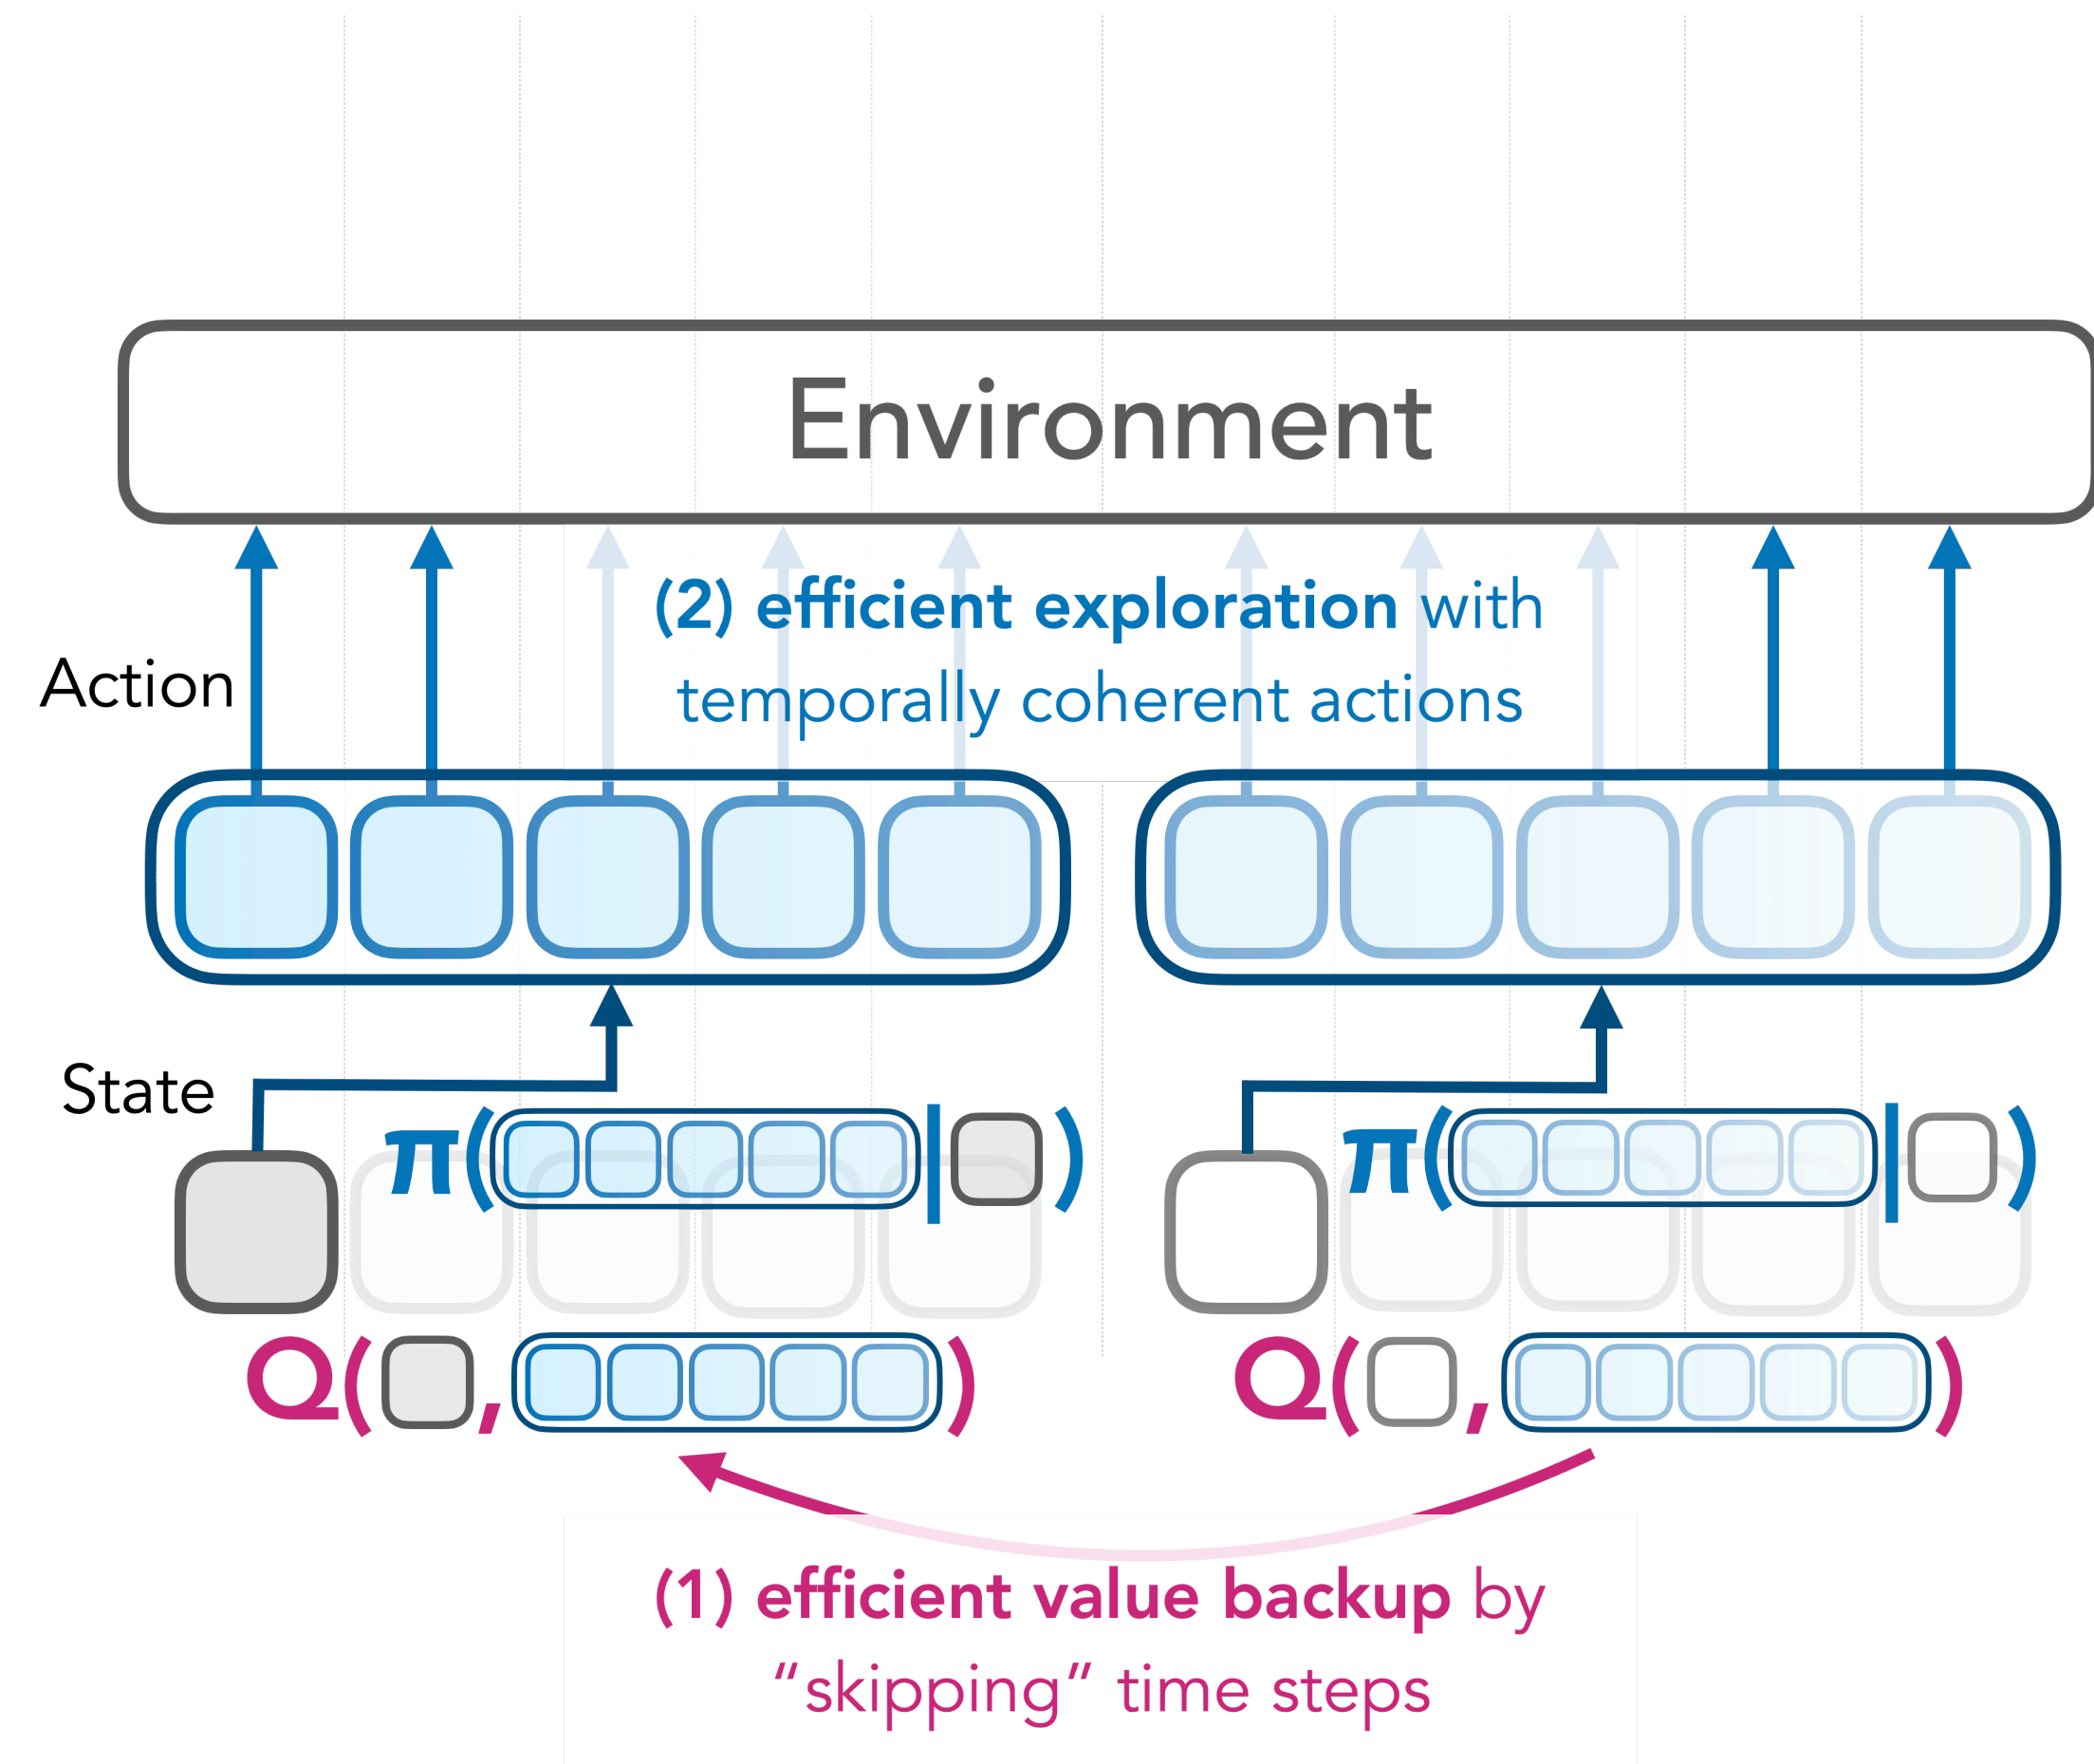 Environment
(2) efficient exploration with
temporally coherent actions
Action
State
π( | )
π( | )
Q( , )
Q( , )
(1) efficient value backup by
“skipping” time steps